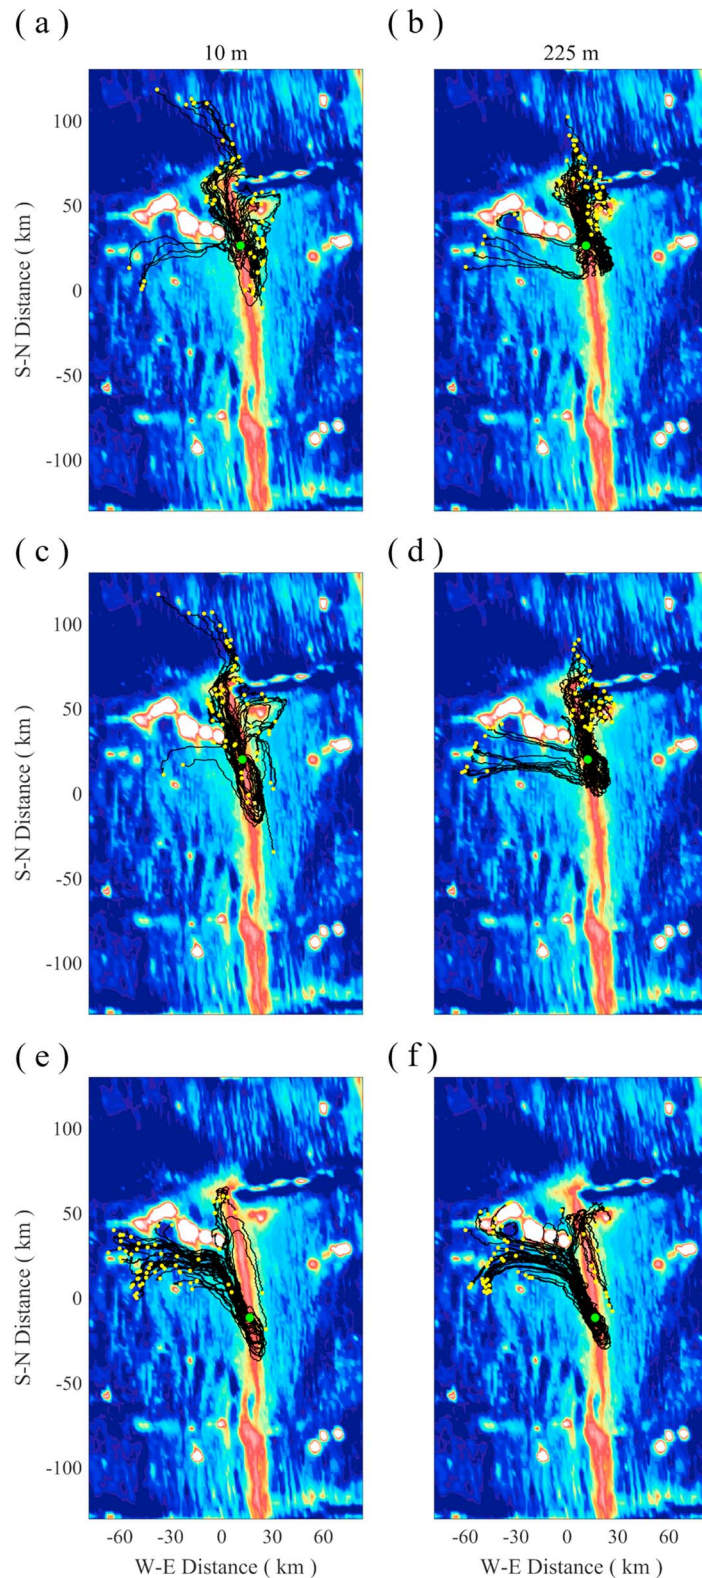 ( a )
( b )
10 m
225 m
100
50
0
-50
-100
S-N Distance ( km )
( c )
( d )
100
50
0
-50
-100
S-N Distance ( km )
( e )
( f )
100
50
0
-50
-100
S-N Distance ( km )
-60 -30 0 30 60
-60 -30 0 30 60
W-E Distance ( km )
W-E Distance ( km )